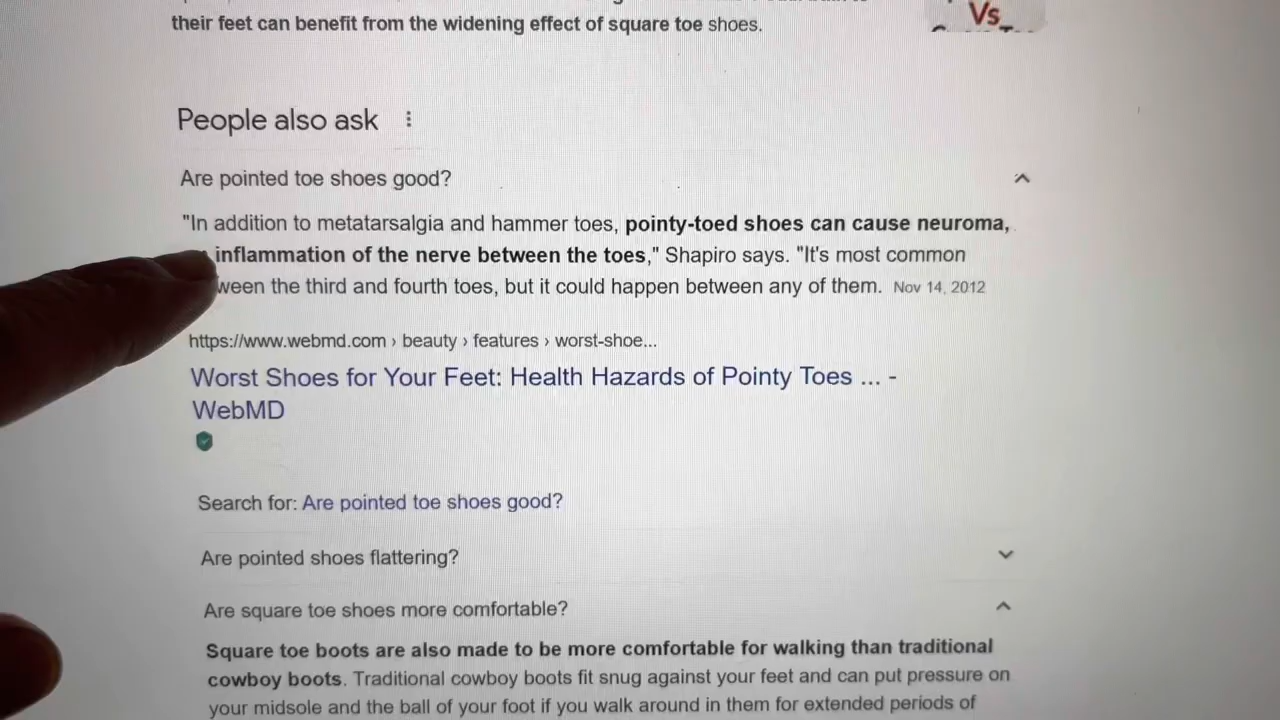 their feet can benefit from the widening effect of square toe shoes.
Vs
People also ask
Are pointed toe shoes good?
"In addition to metatarsalgia and hammer toes, pointy-toed shoes can cause neuroma,
inflammation of the nerve between the toes," Shapiro says. "It's most common
ween the third and fourth toes, but it could happen between any of them. Nov 14, 2012
https://www.webmd.com › beauty › features › worst-shoe...
Worst Shoes for Your Feet: Health Hazards of Pointy Toes ... -
WebMD
Search for: Are pointed toe shoes good?
Are pointed shoes flattering?
Are square toe shoes more comfortable?
Square toe boots are also made to be more comfortable for walking than traditional
cowboy boots. Traditional cowboy boots fit snug against your feet and can put pressure on
your midsole and the ball of your foot if you walk around in them for extended periods of